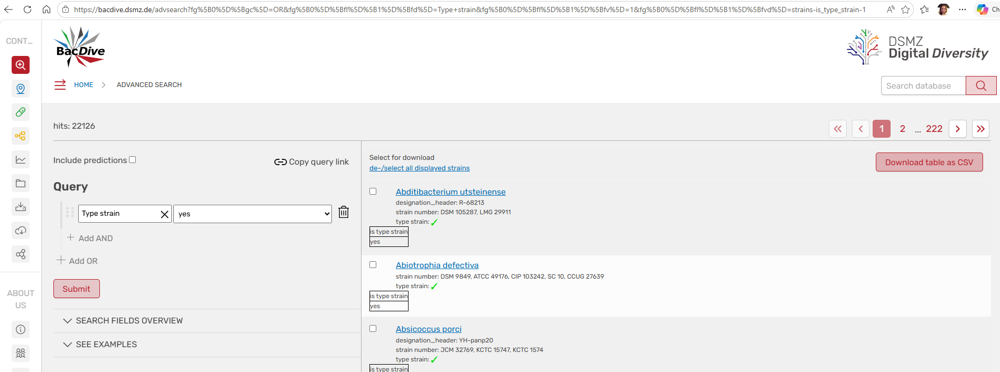 https://bacdive.dsmz.de/advsearch?fg%5B0%5D%5Bgc%5D=OR&fg%5B0%5D%5Bfl%5D%5B1%5D%5Bfd%5D=Type+strain&fg%5B0%5D%5Bfl%5D%5B1%5D%5Bfv%5D=1&fg%5B0%5D%5Bfl%5D%5B1%5D%5Bfvd%5D=strains-is_type_strain-1
Ch
CONT...
BacDive
DSMZ
Digital Diversity
HOME
ADVANCED SEARCH
Search database
hits: 22126
1 2 ... 222
Include predictions
Copy query link
Query
Type strain
yes
Add AND
Add OR
Submit
SEARCH FIELDS OVERVIEW
SEE EXAMPLES
ABOUT
US
Select for download
de-/select all displayed strains
Download table as CSV
Abditibacterium utsteinense
designation_header: R-68213
strain number: DSM 105287, LMG 29911
type strain:
is type strain
yes
Abiotrophia defectiva
strain number: DSM 9849, ATCC 49176, CIP 103242, SC 10, CCUG 27639
type strain:
is type strain
yes
Absicoccus porci
designation_header: YH-panp20
strain number: JCM 32769, KCTC 15747, KCTC 1574
type strain:
is type strain